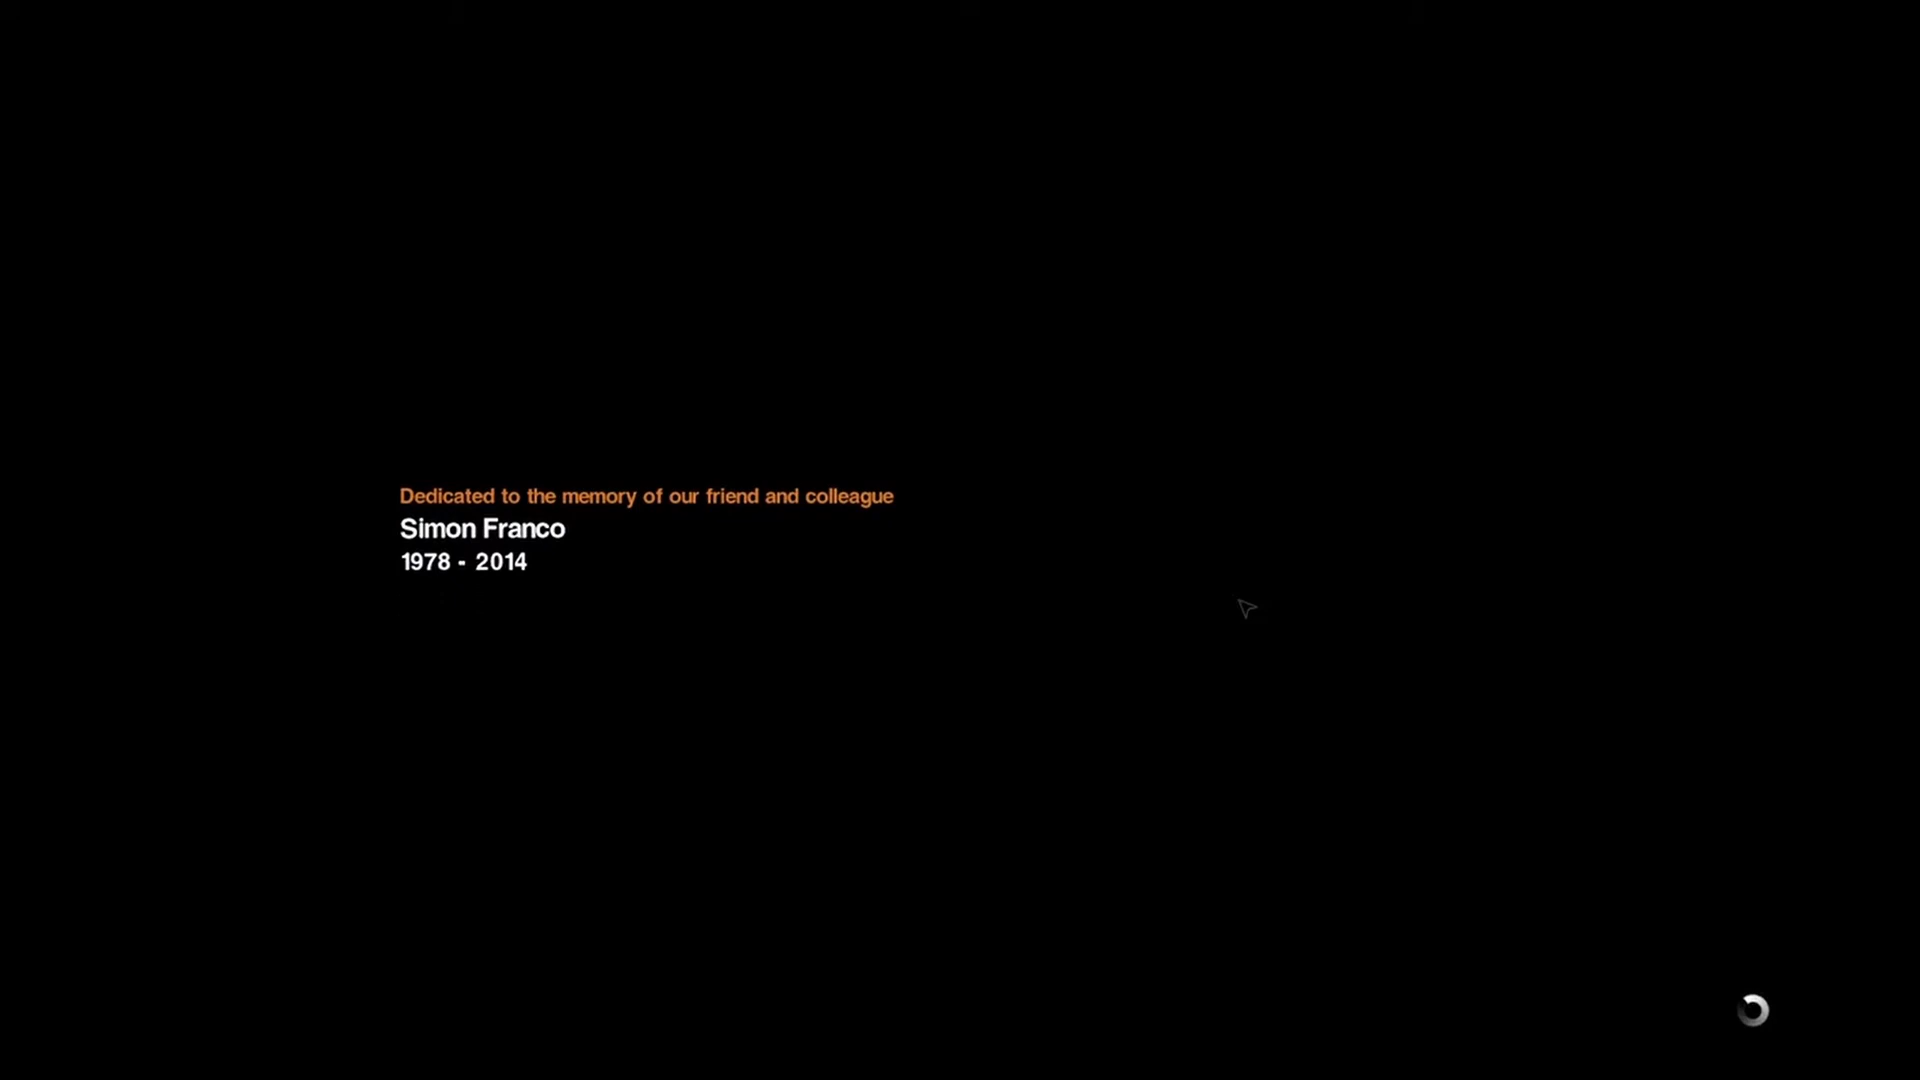 Dedicated to the memory of our friend and colleague
Simon Franco
1978 - 2014